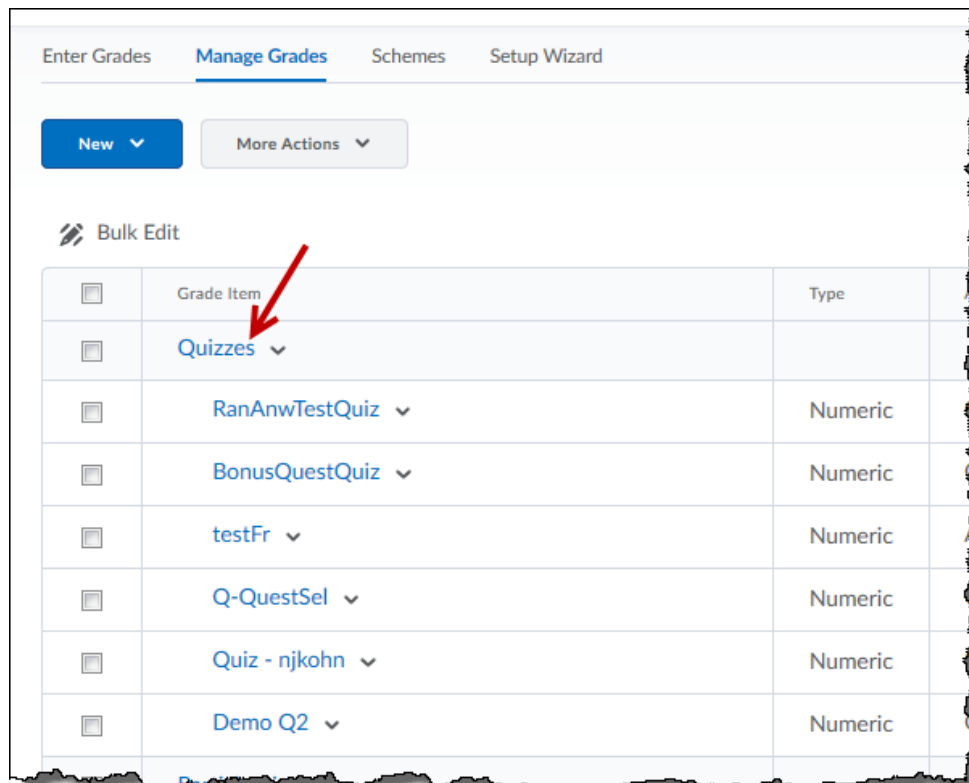 Enter Grades Manage Grades Schemes Setup Wizard
New More Actions
Bulk Edit
Grade Item Type
Quizzes
RanAnwTestQuiz Numeric
BonusQuestQuiz Numeric
testFr Numeric
Q-QuestSel Numeric
Quiz - njkohn Numeric
Demo Q2 Numeric